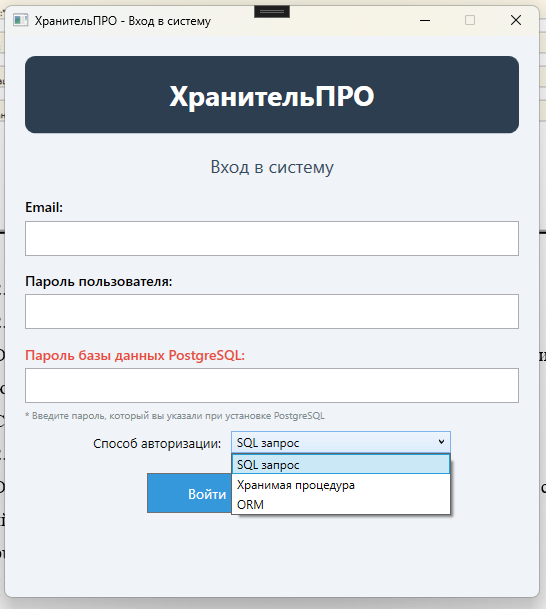 ХранительПРО - Вход в систему
ХранительПРО
Вход в систему
Email:
Пароль пользователя:
Пароль базы данных PostgreSQL:
* Введите пароль, который вы указали при установке PostgreSQL
Способ авторизации:
SQL запрос
SQL запрос
Хранимая процедура
ORM
Войти